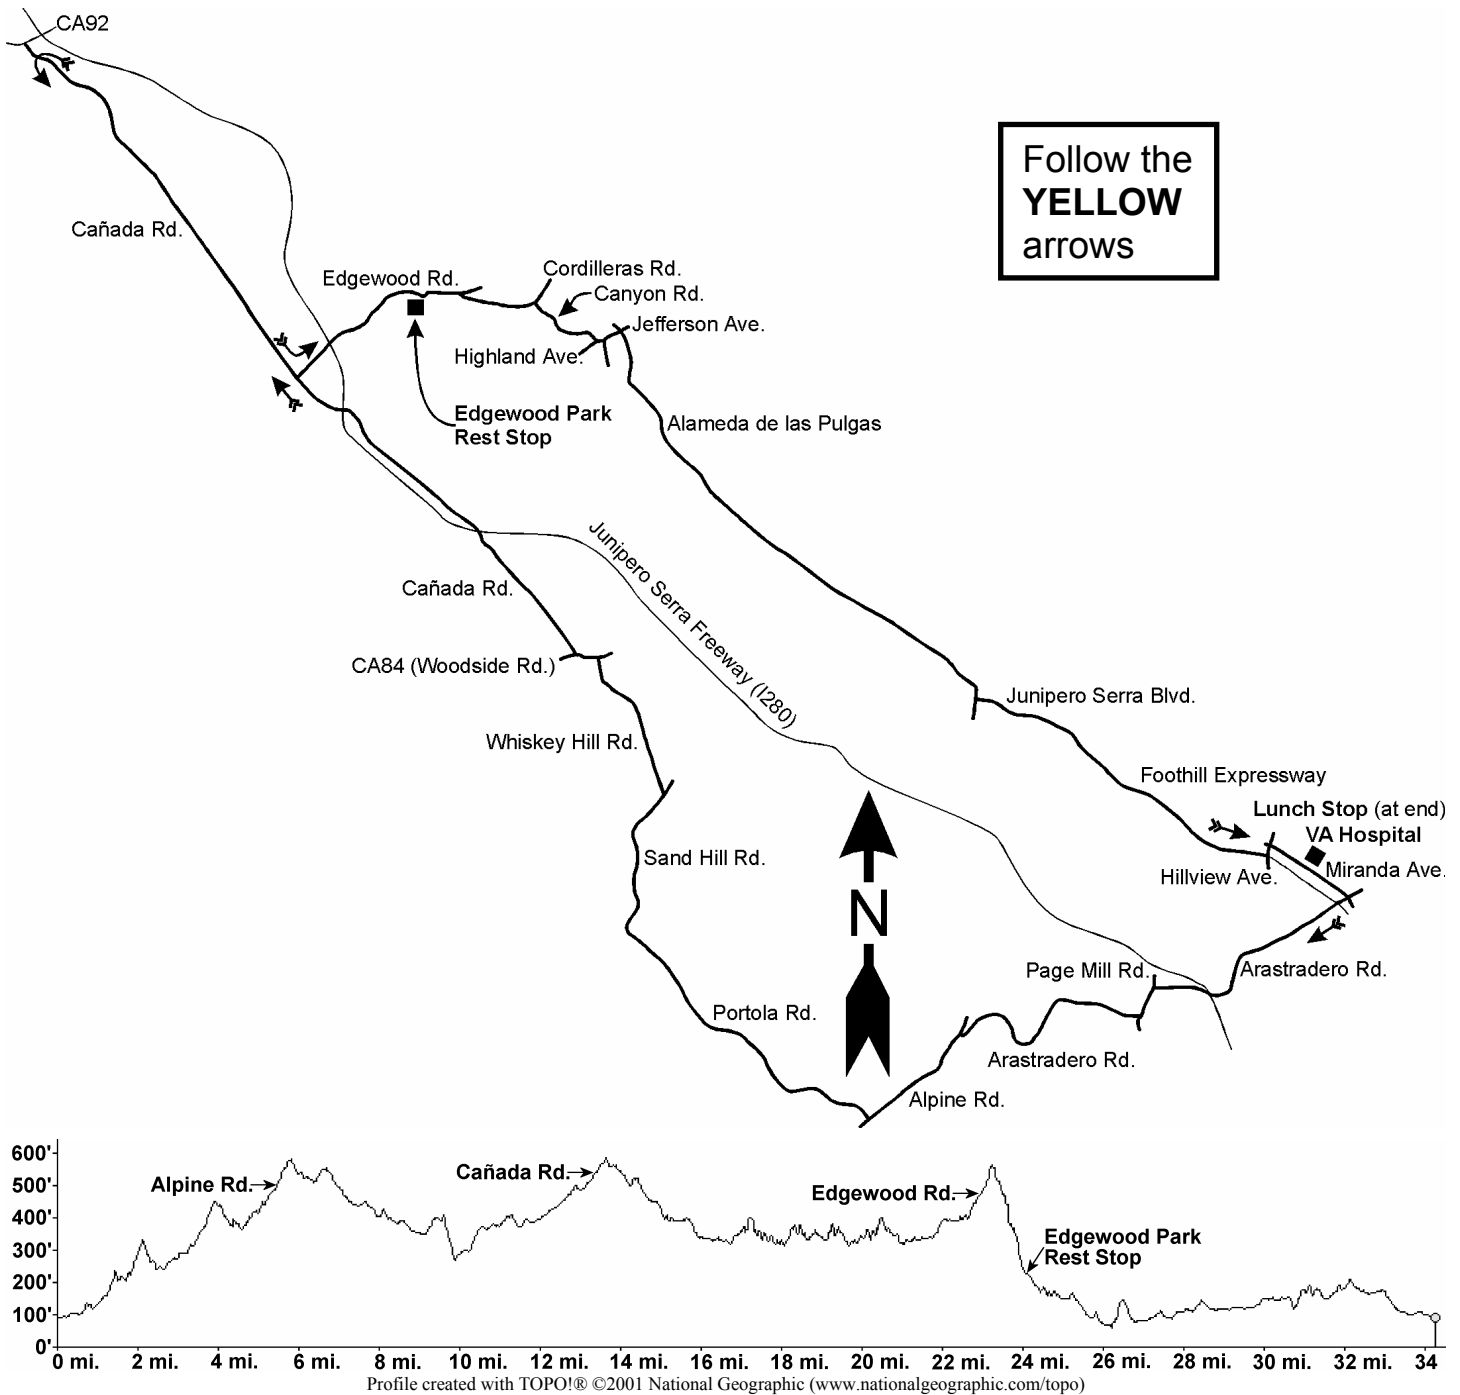 CA92
Follow the
YELLOW
arrows
Cañada Rd.
Edgewood Rd.
Cordilleras Rd.
Canyon Rd.
Jefferson Ave.
Highland Ave.
Edgewood Park
Rest Stop
Alameda de las Pulgas
Junipero Serra Freeway (I280)
Cañada Rd.
CA84 (Woodside Rd.)
Junipero Serra Blvd.
Whiskey Hill Rd.
Foothill Expressway
Lunch Stop (at end)
VA Hospital
Sand Hill Rd.
Hillview Ave.
Miranda Ave.
N
Page Mill Rd.
Arastradero Rd.
Portola Rd.
Arastradero Rd.
Alpine Rd.
600'
500'
400'
300'
200'
100'
0'
Alpine Rd.
Cañada Rd.
Edgewood Rd.
Edgewood Park
Rest Stop
0 mi. 2 mi. 4 mi. 6 mi. 8 mi. 10 mi. 12 mi. 14 mi. 16 mi. 18 mi. 20 mi. 22 mi. 24 mi. 26 mi. 28 mi. 30 mi. 32 mi. 34
Profile created with TOPO!® ©2001 National Geographic (www.nationalgeographic.com/topo)